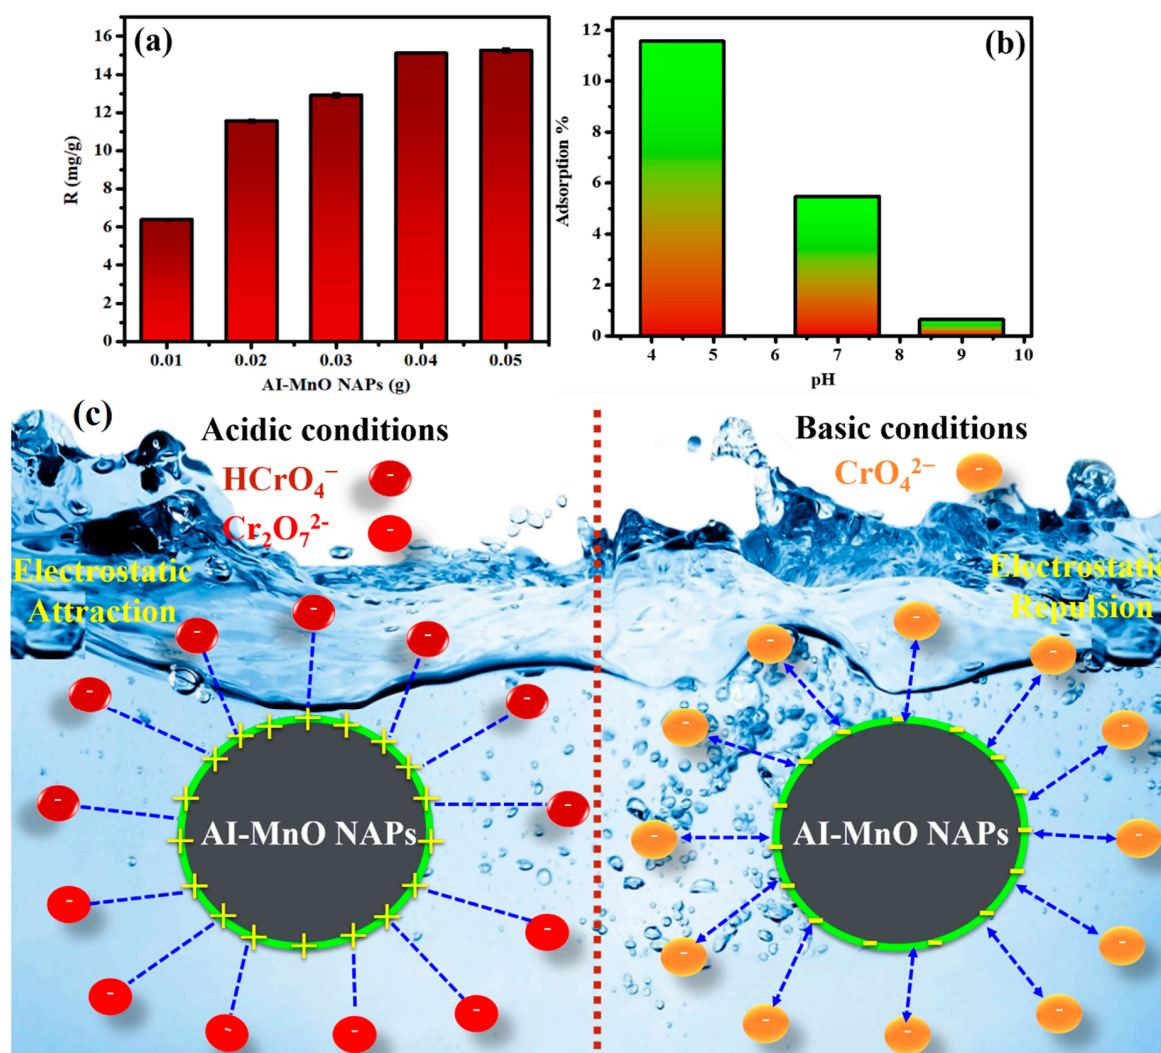 (a)
16
14
12
10
8
6
4
2
0
R (mg/g)
0.01 0.02 0.03 0.04 0.05
AI-MnO NAPs (g)
(b)
12
10
8
6
4
2
0
Adsorption %
4 5 6 7 8 9 10
pH
(c)
Acidic conditions
HCrO₄⁻
Cr₂O₇²⁻
Electrostatic
Attraction
AI-MnO NAPs
Basic conditions
CrO₄²⁻
Electrostatic
Repulsion
AI-MnO NAPs